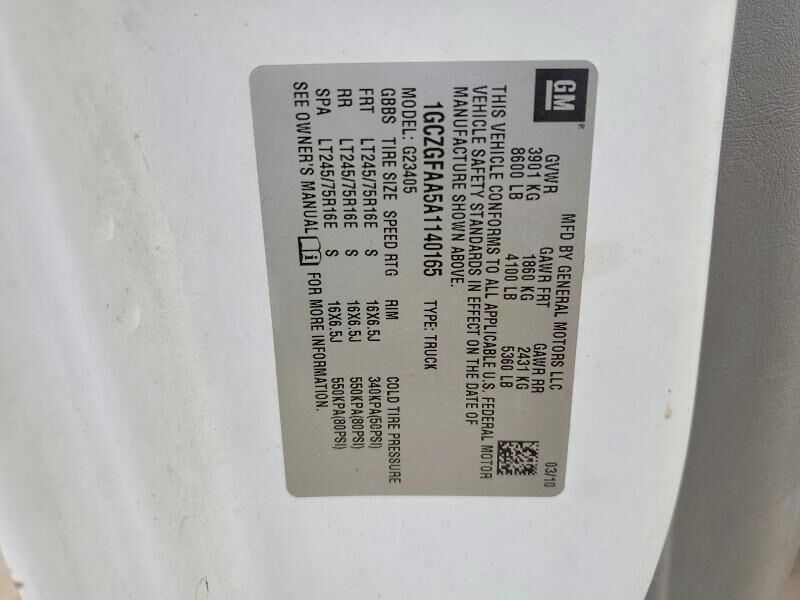 GM
®
MFD BY GENERAL MOTORS LLC 03/10
GVWR GAWR FRT GAWR RR
3901 KG 1860 KG 2431 KG
8600 LB 4100 LB 5360 LB
THIS VEHICLE CONFORMS TO ALL APPLICABLE U.S. FEDERAL MOTOR
VEHICLE SAFETY STANDARDS IN EFFECT ON THE DATE OF
MANUFACTURE SHOWN ABOVE.
1GCZGFAA5A1140165 TYPE: TRUCK
MODEL: G23405
GBBS TIRE SIZE SPEED RTG RIM COLD TIRE PRESSURE
FRT LT245/75R16E S 16X6.5J 340KPA(50PSI)
RR LT245/75R16E S 16X6.5J 550KPA(80PSI)
SPA LT245/75R16E S 16X6.5J 550KPA(80PSI)
SEE OWNER'S MANUAL i FOR MORE INFORMATION.